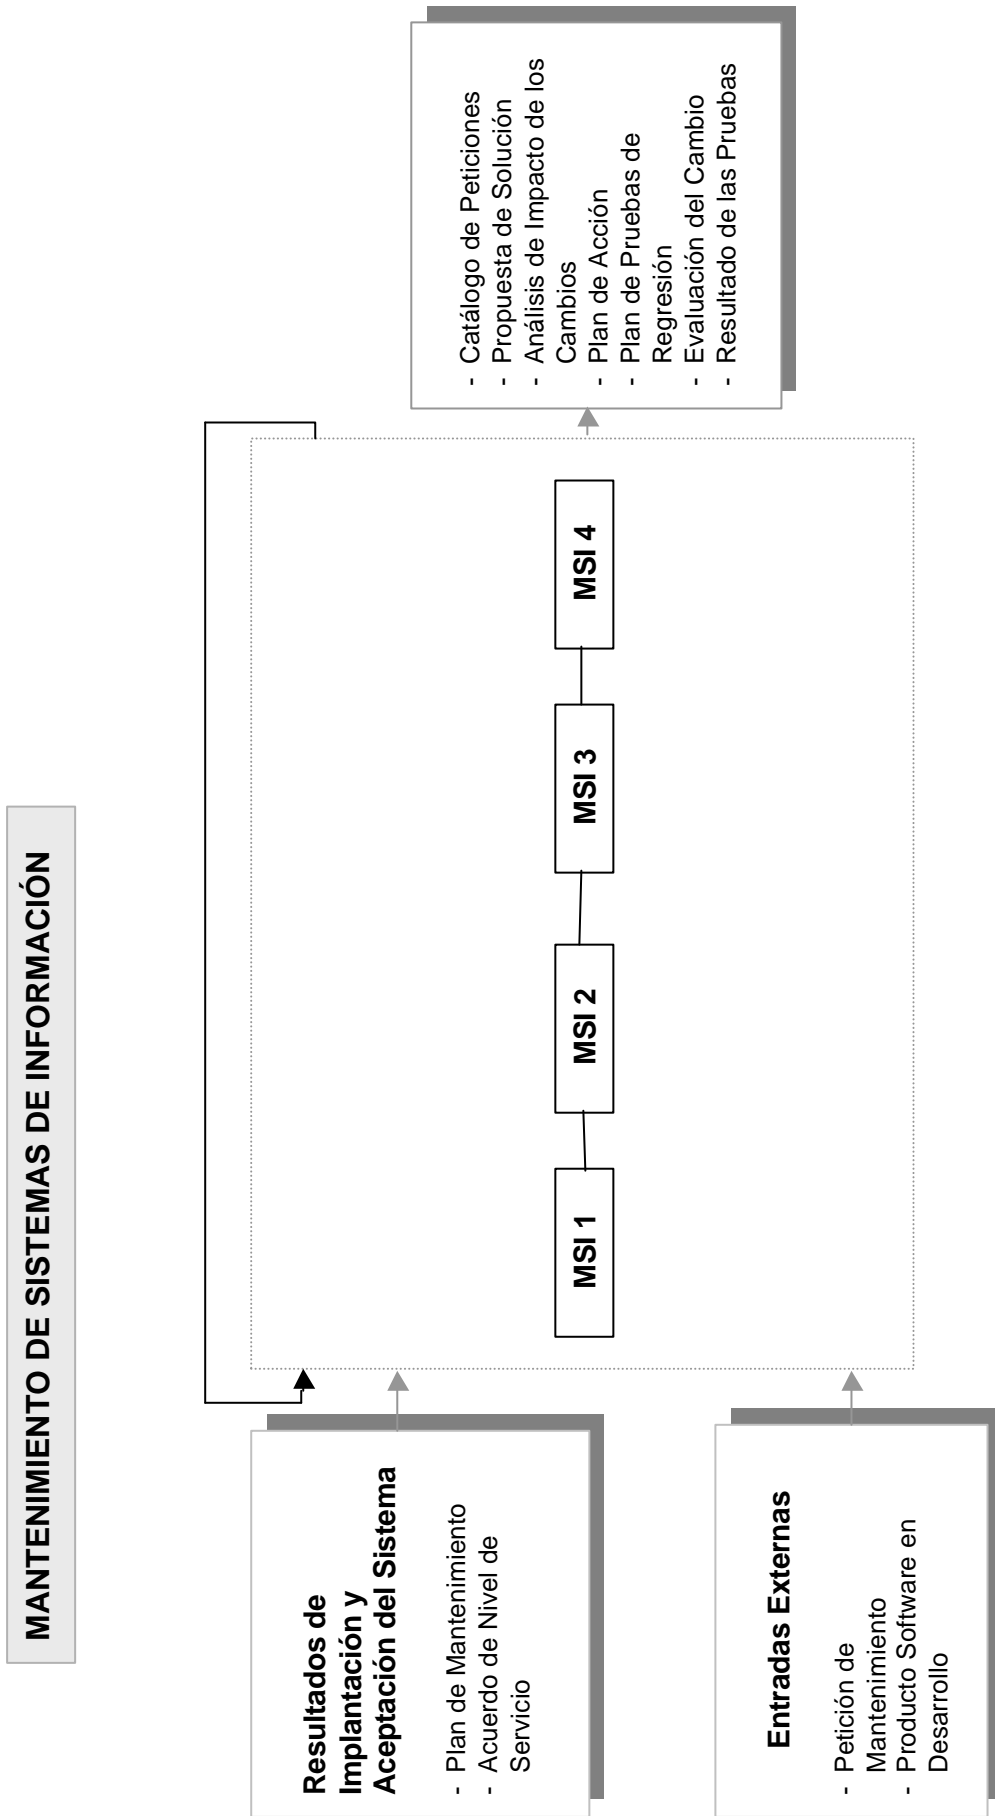 MANTENIMIENTO DE SISTEMAS DE INFORMACIÓN
Resultados de
Implantación y
Aceptación del Sistema
- Plan de Mantenimiento
- Acuerdo de Nivel de
Servicio
Entradas Externas
- Petición de
Mantenimiento
- Producto Software en
Desarrollo
MSI 1
MSI 2
MSI 3
MSI 4
- Catálogo de Peticiones
- Propuesta de Solución
- Análisis de Impacto de los
Cambios
- Plan de Acción
- Plan de Pruebas de
Regresión
- Evaluación del Cambio
- Resultado de las Pruebas